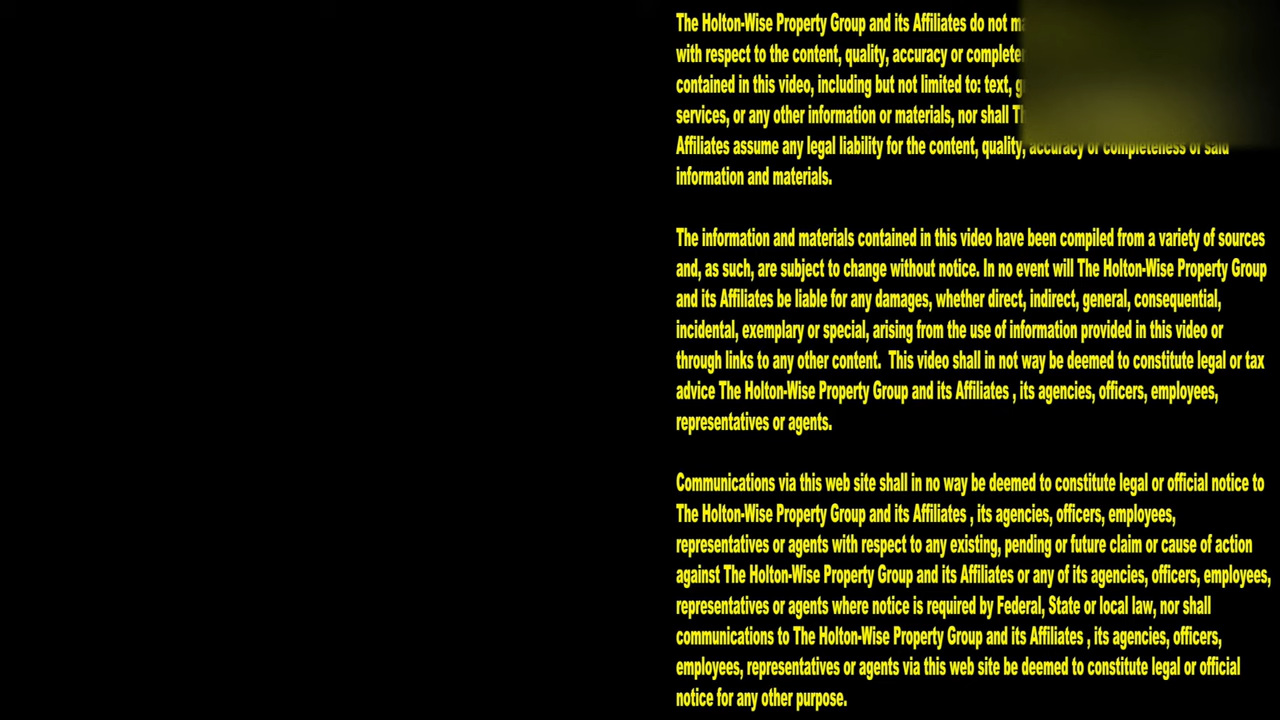 The Holton-Wise Property Group and its Affiliates do not
with respect to the content, quality, accuracy or
contained in this video, including but not limited to: text,
services, or any other information or materials, nor shall
Affiliates assume any legal liability for the content, quality, accuracy or completeness of said
information and materials.
The information and materials contained in this video have been compiled from a variety of sources
and, as such, are subject to change without notice. In no event will The Holton-Wise Property Group
and its Affiliates be liable for any damages, whether direct, indirect, general, consequential,
incidental, exemplary or special, arising from the use of information provided in this video or
through links to any other content. This video shall in not way be deemed to constitute legal or tax
advice The Holton-Wise Property Group and its Affiliates , its agencies, officers, employees,
representatives or agents.
Communications via this web site shall in no way be deemed to constitute legal or official notice to
The Holton-Wise Property Group and its Affiliates , its agencies, officers, employees,
representatives or agents with respect to any existing, pending or future claim or cause of action
against The Holton-Wise Property Group and its Affiliates or any of its agencies, officers, employees,
representatives or agents where notice is required by Federal, State or local law, nor shall
communications to The Holton-Wise Property Group and its Affiliates , its agencies, officers,
employees, representatives or agents via this web site be deemed to constitute legal or official
notice for any other purpose.